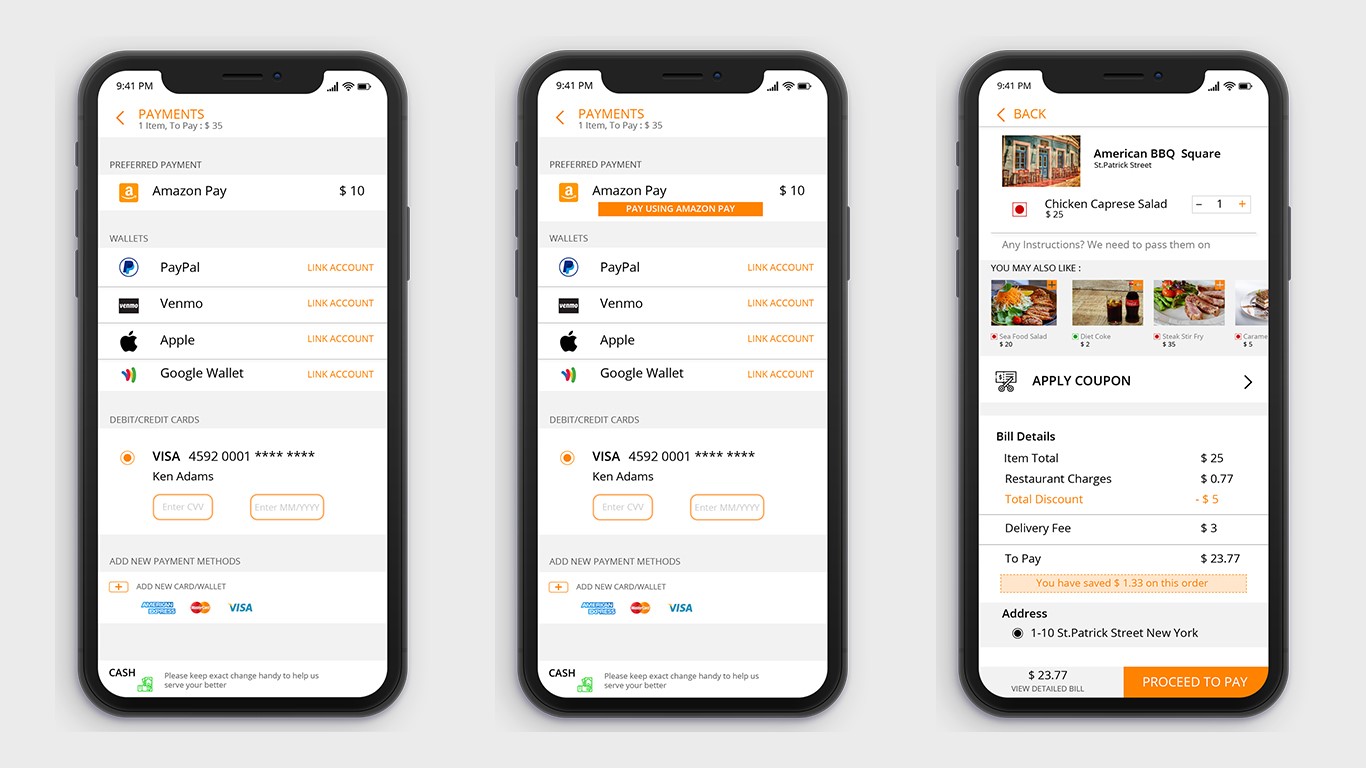 9:41 PM
PAYMENTS
1 Item, To Pay : $ 35
PREFERRED PAYMENT
a Amazon Pay $ 10
WALLETS
PayPal LINK ACCOUNT
venmo Venmo LINK ACCOUNT
Apple LINK ACCOUNT
Google Wallet LINK ACCOUNT
DEBIT/CREDIT CARDS
VISA 4592 0001 **** ****
Ken Adams
Enter CVV Enter MM/YYYY
ADD NEW PAYMENT METHODS
ADD NEW CARD/WALLET
AMERICAN EXPRESS MasterCard VISA
CASH
Please keep exact change handy to help us
serve your better
9:41 PM
PAYMENTS
1 Item, To Pay : $ 35
PREFERRED PAYMENT
a Amazon Pay $ 10
PAY USING AMAZON PAY
WALLETS
PayPal LINK ACCOUNT
venmo Venmo LINK ACCOUNT
Apple LINK ACCOUNT
Google Wallet LINK ACCOUNT
DEBIT/CREDIT CARDS
VISA 4592 0001 **** ****
Ken Adams
Enter CVV Enter MM/YYYY
ADD NEW PAYMENT METHODS
ADD NEW CARD/WALLET
AMERICAN EXPRESS MasterCard VISA
CASH
Please keep exact change handy to help us
serve your better
9:41 PM
BACK
American BBQ Square
St.Patrick Street
Chicken Caprese Salad − 1 +
$ 25
Any Instructions? We need to pass them on
YOU MAY ALSO LIKE :
Sea Food Salad Diet Coke Steak Stir Fry Carame
$ 20 $ 2 $ 35 $ 5
APPLY COUPON
Bill Details
Item Total $ 25
Restaurant Charges $ 0.77
Total Discount - $ 5
Delivery Fee $ 3
To Pay $ 23.77
You have saved $ 1.33 on this order
Address
1-10 St.Patrick Street New York
$ 23.77
VIEW DETAILED BILL
PROCEED TO PAY